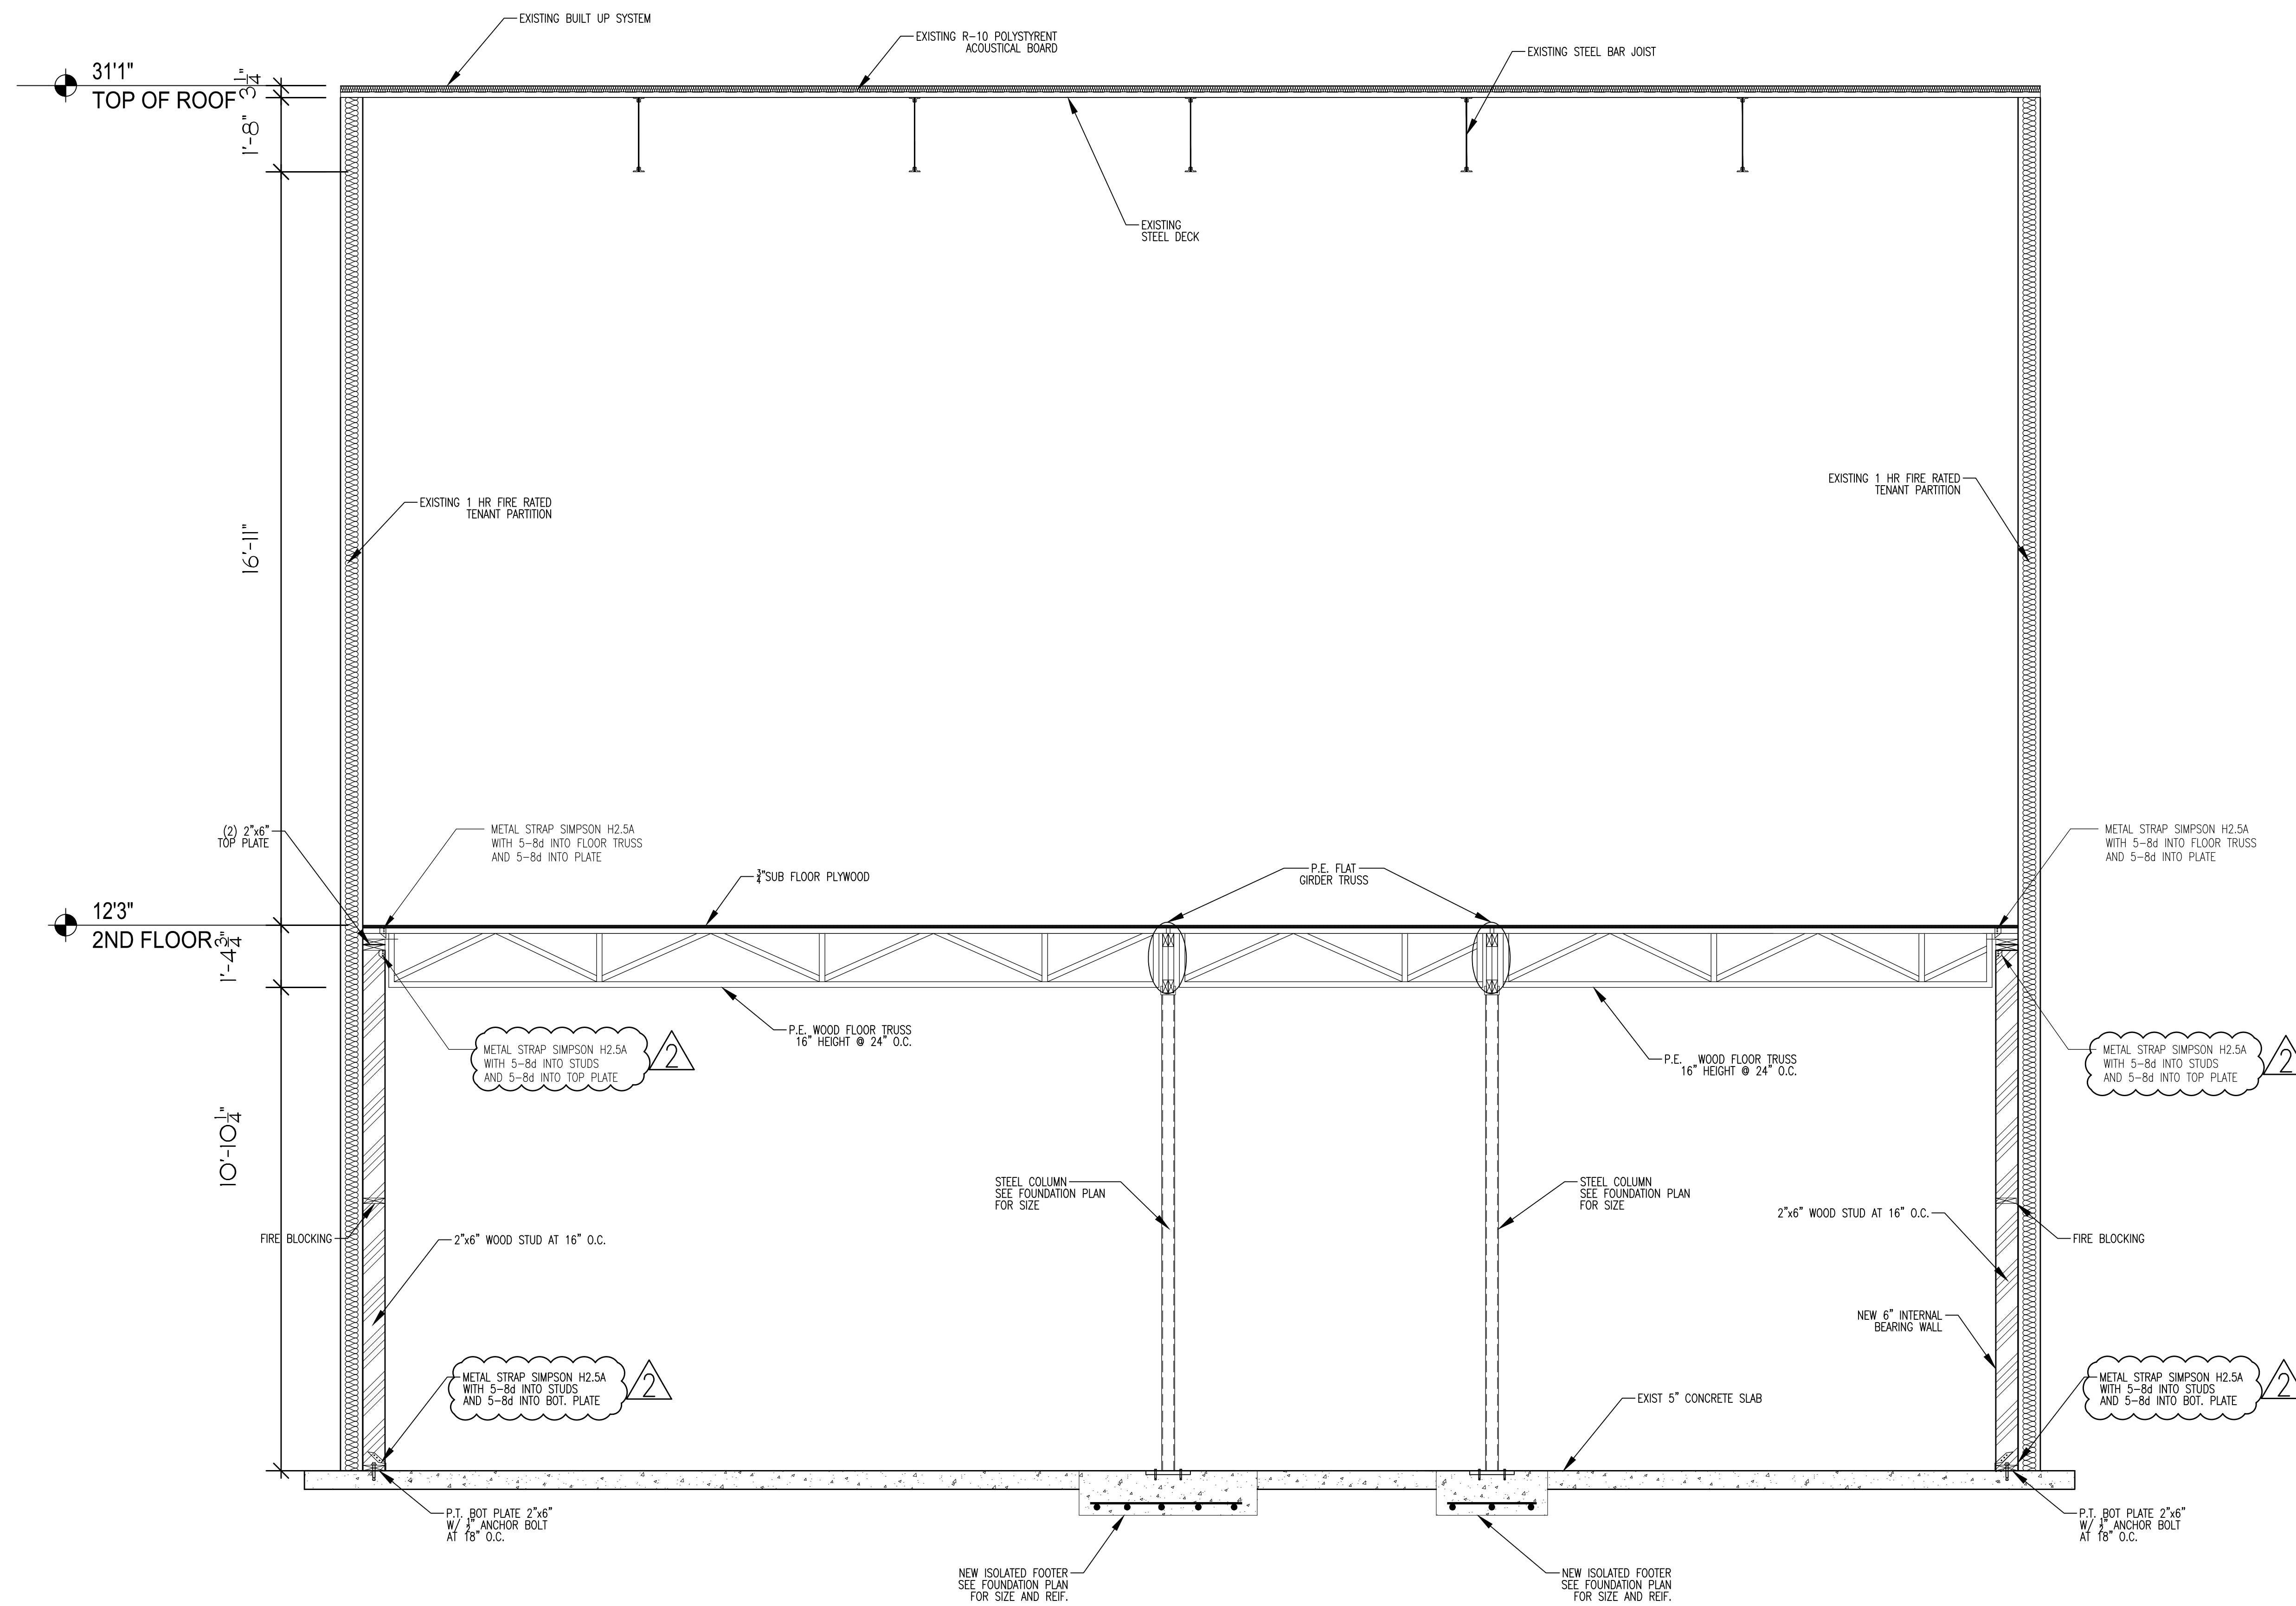 EXISTING BUILT UP SYSTEM
EXISTING R-10 POLYSTYRENT
ACOUSTICAL BOARD
EXISTING STEEL BAR JOIST
31'1"
TOP OF ROOF
3 1/4"
1'-8"
EXISTING
STEEL DECK
EXISTING 1 HR FIRE RATED
TENANT PARTITION
EXISTING 1 HR FIRE RATED
TENANT PARTITION
16'-11"
(2) 2"x6"
TOP PLATE
METAL STRAP SIMPSON H2.5A
WITH 5-8d INTO FLOOR TRUSS
AND 5-8d INTO PLATE
3/4"SUB FLOOR PLYWOOD
P.E. FLAT
GIRDER TRUSS
METAL STRAP SIMPSON H2.5A
WITH 5-8d INTO FLOOR TRUSS
AND 5-8d INTO PLATE
12'3"
2ND FLOOR
1'-4 3/4"
P.E. WOOD FLOOR TRUSS
16" HEIGHT @ 24" O.C.
P.E. WOOD FLOOR TRUSS
16" HEIGHT @ 24" O.C.
METAL STRAP SIMPSON H2.5A
WITH 5-8d INTO STUDS
AND 5-8d INTO TOP PLATE
2
METAL STRAP SIMPSON H2.5A
WITH 5-8d INTO STUDS
AND 5-8d INTO TOP PLATE
2
10'-10 1/4"
STEEL COLUMN
SEE FOUNDATION PLAN
FOR SIZE
STEEL COLUMN
SEE FOUNDATION PLAN
FOR SIZE
2"x6" WOOD STUD AT 16" O.C.
FIRE BLOCKING
2"x6" WOOD STUD AT 16" O.C.
FIRE BLOCKING
NEW 6" INTERNAL
BEARING WALL
METAL STRAP SIMPSON H2.5A
WITH 5-8d INTO STUDS
AND 5-8d INTO BOT. PLATE
2
EXIST 5" CONCRETE SLAB
METAL STRAP SIMPSON H2.5A
WITH 5-8d INTO STUDS
AND 5-8d INTO BOT. PLATE
2
P.T. BOT PLATE 2"x6"
W/ 1/2" ANCHOR BOLT
AT 18" O.C.
P.T. BOT PLATE 2"x6"
W/ 1/2" ANCHOR BOLT
AT 18" O.C.
NEW ISOLATED FOOTER
SEE FOUNDATION PLAN
FOR SIZE AND REIF.
NEW ISOLATED FOOTER
SEE FOUNDATION PLAN
FOR SIZE AND REIF.